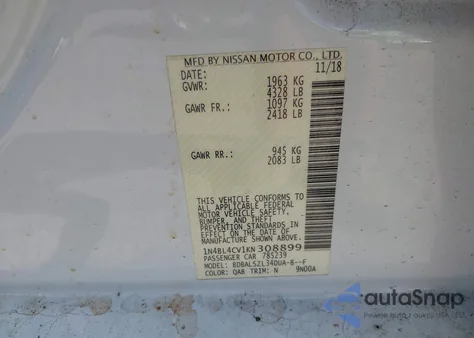 MFD BY NISSAN MOTOR CO., LTD.
DATE: 11/18
GVWR: 1963 KG
4328 LB
GAWR FR.: 1097 KG
2418 LB
GAWR RR.: 945 KG
2083 LB
THIS VEHICLE CONFORMS TO
ALL APPLICABLE FEDERAL
MOTOR VEHICLE SAFETY,
BUMPER, AND THEFT
PREVENTION STANDARDS
IN EFFECT ON THE DATE OF
MANUFACTURE SHOWN ABOVE.
1N4BL4CV1KN308899
PASSENGER CAR 785239
MODEL: BDBALSZL34DUA-B--F
COLOR: QAB TRIM: N 9N00A
autoSnap